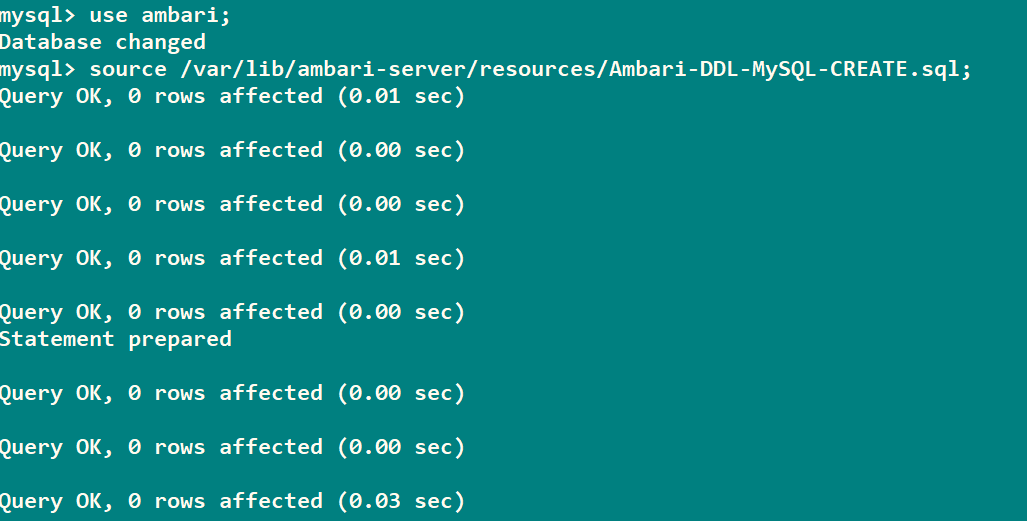 mysql> use ambari;
Database changed
mysql> source /var/lib/ambari-server/resources/Ambari-DDL-MySQL-CREATE.sql;
Query OK, 0 rows affected (0.01 sec)
Query OK, 0 rows affected (0.00 sec)
Query OK, 0 rows affected (0.00 sec)
Query OK, 0 rows affected (0.01 sec)
Query OK, 0 rows affected (0.00 sec)
Statement prepared
Query OK, 0 rows affected (0.00 sec)
Query OK, 0 rows affected (0.00 sec)
Query OK, 0 rows affected (0.03 sec)